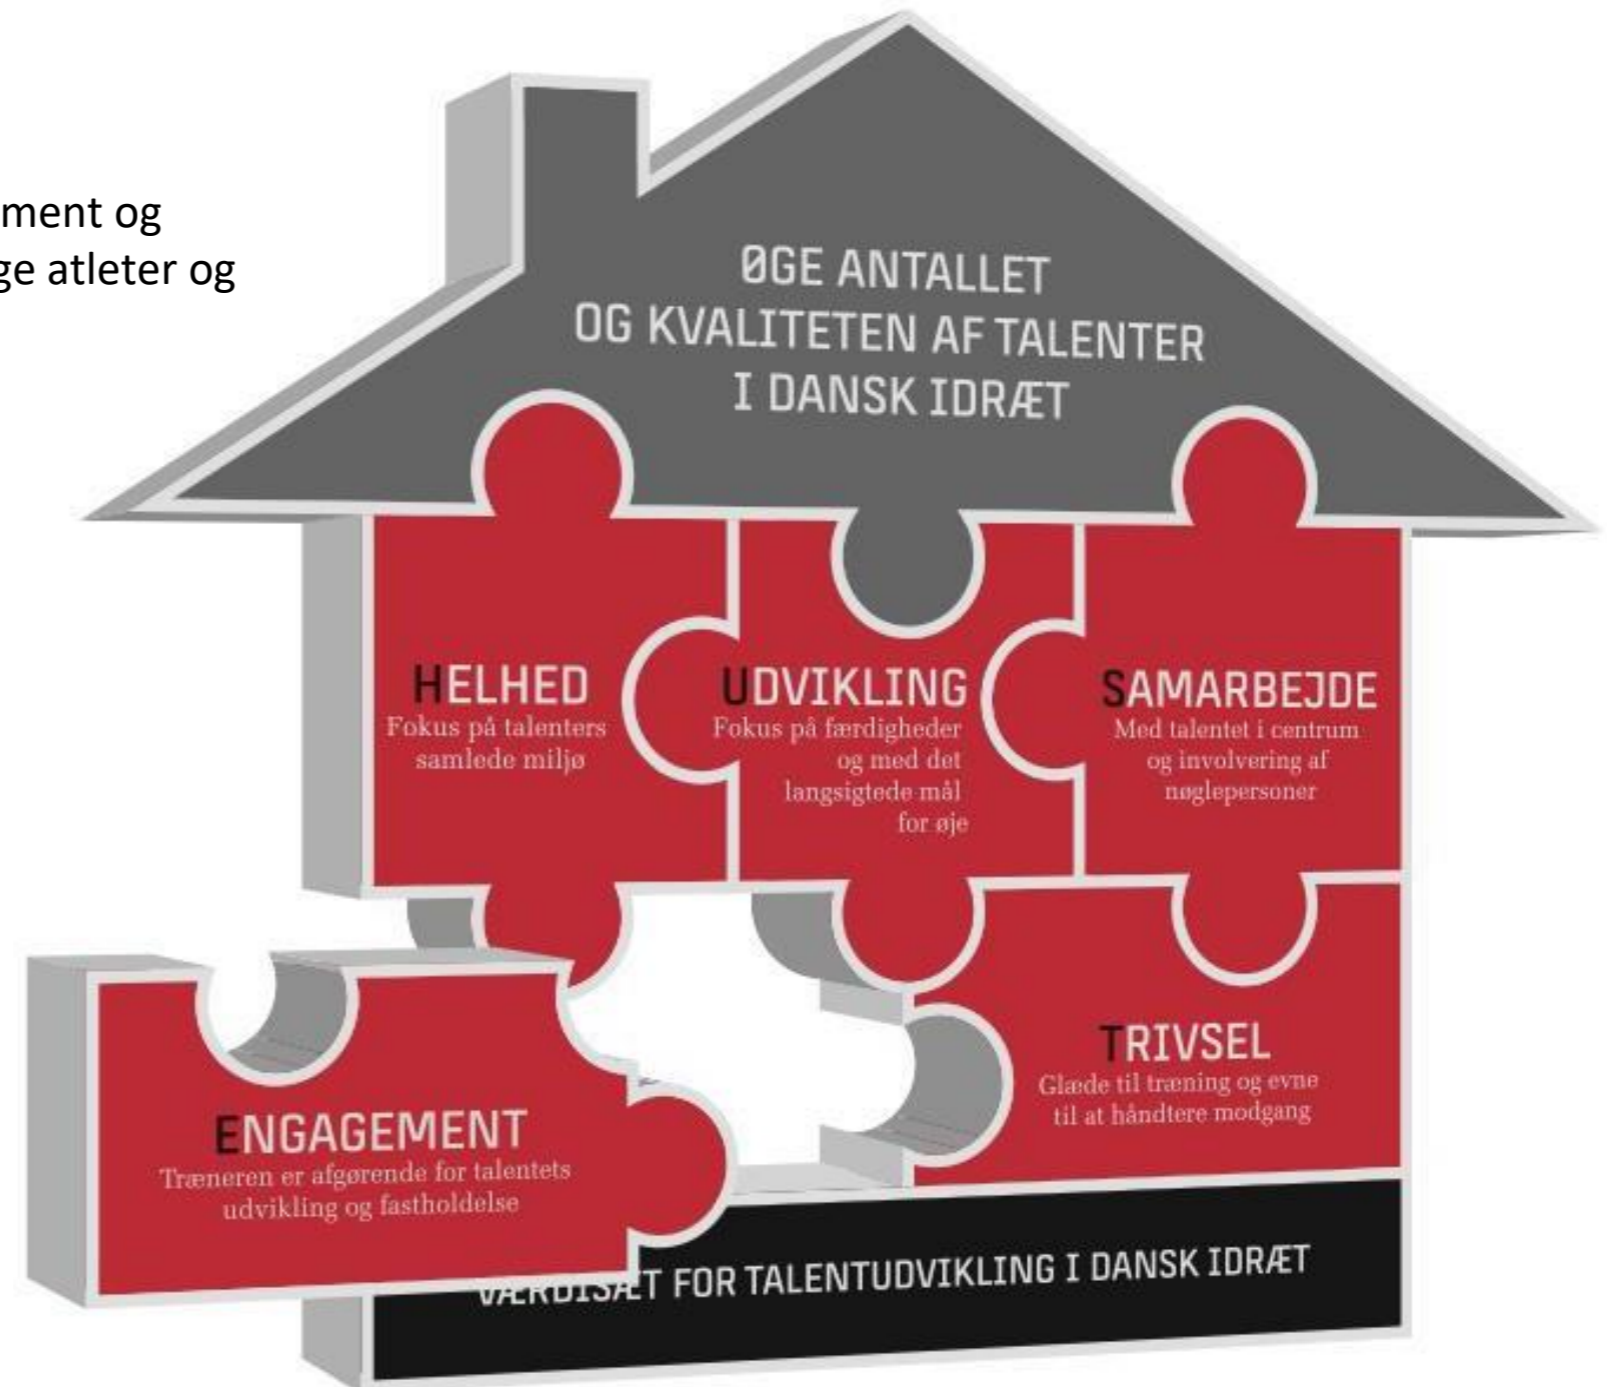 ment og
ge atleter og
ØGE ANTALLET
OG KVALITETEN AF TALENTER
I DANSK IDRÆT
HELHED
Fokus på talenters
samlede miljø
UDVIKLING
Fokus på færdigheder
og med det
langsigtede mål
for øje
SAMARBEJDE
Med talentet i centrum
og involvering af
nøglepersoner
ENGAGEMENT
Træneren er afgørende for talentets
udvikling og fastholdelse
TRIVSEL
Glæde til træning og evne
til at håndtere modgang
VÆRDISÆT FOR TALENTUDVIKLING I DANSK IDRÆT